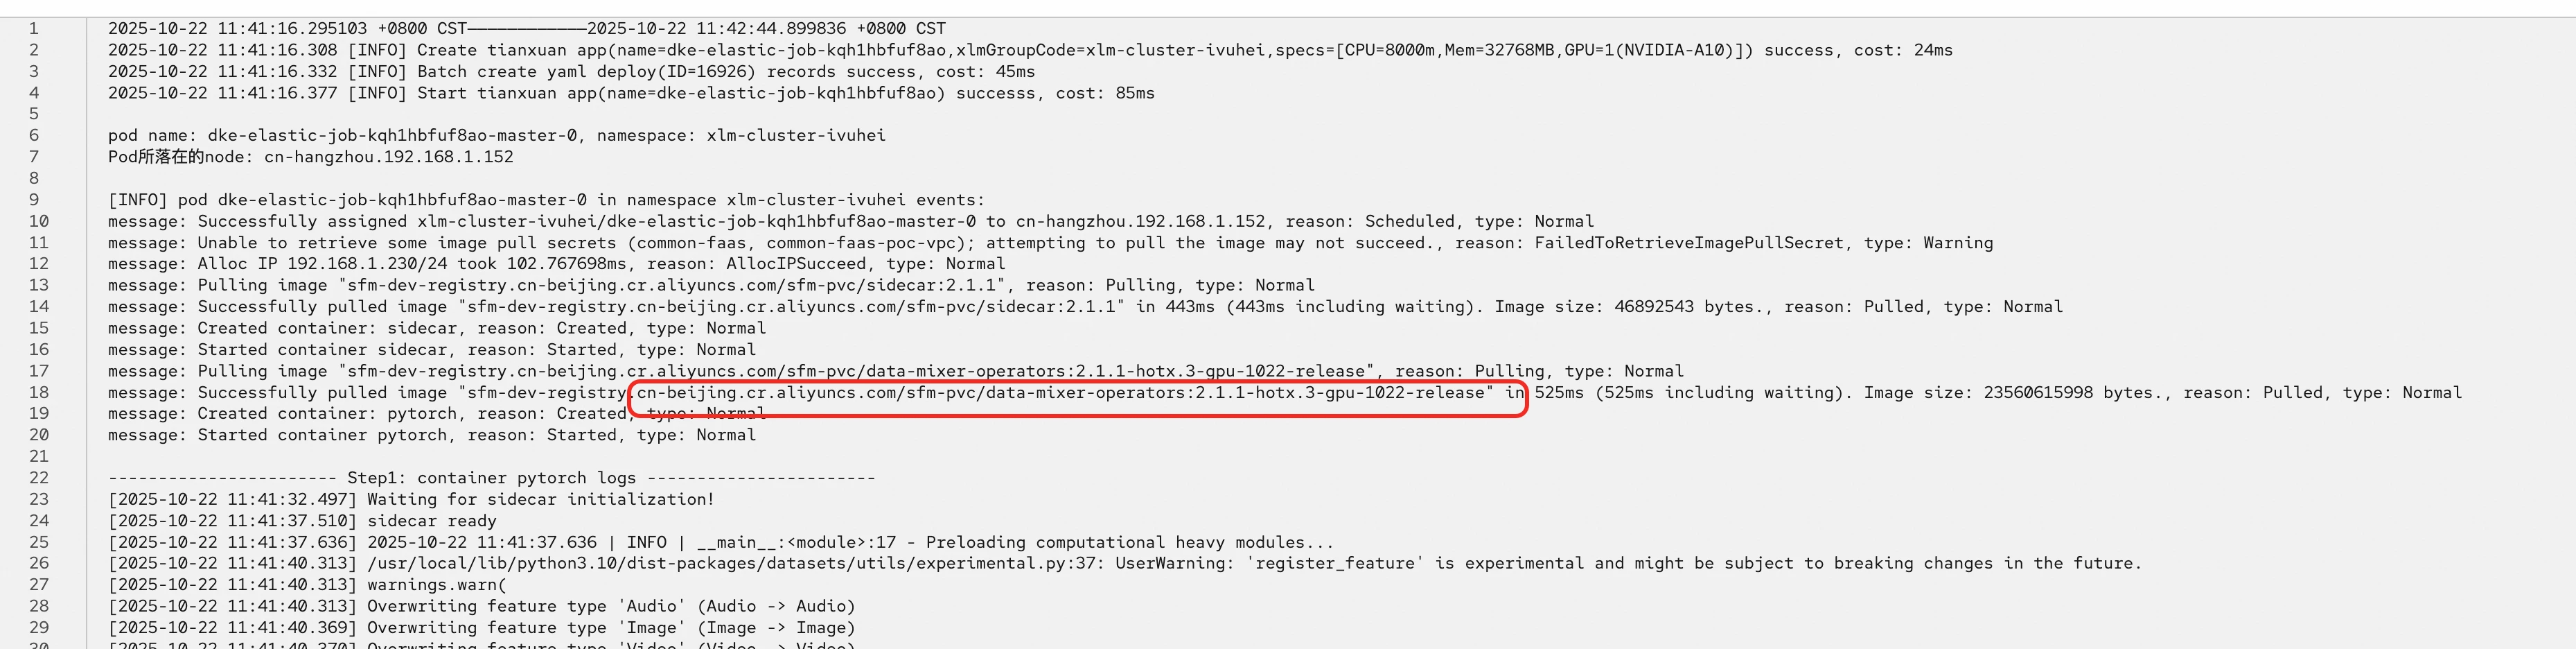 1 2025-10-22 11:41:16.295103 +0800 CST————————————2025-10-22 11:42:44.899836 +0800 CST
2 2025-10-22 11:41:16.308 [INFO] Create tianxuan app(name=dke-elastic-job-kqh1hbfuf8ao,xlmGroupCode=xlm-cluster-ivuhei,specs=[CPU=8000m,Mem=32768MB,GPU=1(NVIDIA-A10)]) success, cost: 24ms
3 2025-10-22 11:41:16.332 [INFO] Batch create yaml deploy(ID=16926) records success, cost: 45ms
4 2025-10-22 11:41:16.377 [INFO] Start tianxuan app(name=dke-elastic-job-kqh1hbfuf8ao) successs, cost: 85ms
5
6 pod name: dke-elastic-job-kqh1hbfuf8ao-master-0, namespace: xlm-cluster-ivuhei
7 Pod所落在的node: cn-hangzhou.192.168.1.152
8
9 [INFO] pod dke-elastic-job-kqh1hbfuf8ao-master-0 in namespace xlm-cluster-ivuhei events:
10 message: Successfully assigned xlm-cluster-ivuhei/dke-elastic-job-kqh1hbfuf8ao-master-0 to cn-hangzhou.192.168.1.152, reason: Scheduled, type: Normal
11 message: Unable to retrieve some image pull secrets (common-faas, common-faas-poc-vpc); attempting to pull the image may not succeed., reason: FailedToRetrieveImagePullSecret, type: Warning
12 message: Alloc IP 192.168.1.230/24 took 102.767698ms, reason: AllocIPSucceed, type: Normal
13 message: Pulling image "sfm-dev-registry.cn-beijing.cr.aliyuncs.com/sfm-pvc/sidecar:2.1.1", reason: Pulling, type: Normal
14 message: Successfully pulled image "sfm-dev-registry.cn-beijing.cr.aliyuncs.com/sfm-pvc/sidecar:2.1.1" in 443ms (443ms including waiting). Image size: 46892543 bytes., reason: Pulled, type: Normal
15 message: Created container: sidecar, reason: Created, type: Normal
16 message: Started container sidecar, reason: Started, type: Normal
17 message: Pulling image "sfm-dev-registry.cn-beijing.cr.aliyuncs.com/sfm-pvc/data-mixer-operators:2.1.1-hotx.3-gpu-1022-release", reason: Pulling, type: Normal
18 message: Successfully pulled image "sfm-dev-registry.cn-beijing.cr.aliyuncs.com/sfm-pvc/data-mixer-operators:2.1.1-hotx.3-gpu-1022-release" in 525ms (525ms including waiting). Image size: 23560615998 bytes., reason: Pulled, type: Normal
19 message: Created container: pytorch, reason: Created, type: Normal
20 message: Started container pytorch, reason: Started, type: Normal
21
22 ----------------------- Step1: container pytorch logs -----------------------
23 [2025-10-22 11:41:32.497] Waiting for sidecar initialization!
24 [2025-10-22 11:41:37.510] sidecar ready
25 [2025-10-22 11:41:37.636] 2025-10-22 11:41:37.636 | INFO | __main__:<module>:17 - Preloading computational heavy modules...
26 [2025-10-22 11:41:40.313] /usr/local/lib/python3.10/dist-packages/datasets/utils/experimental.py:37: UserWarning: 'register_feature' is experimental and might be subject to breaking changes in the future.
27 [2025-10-22 11:41:40.313] warnings.warn(
28 [2025-10-22 11:41:40.313] Overwriting feature type 'Audio' (Audio -> Audio)
29 [2025-10-22 11:41:40.369] Overwriting feature type 'Image' (Image -> Image)
30 [2025-10-22 11:41:40.370] Overwriting feature type 'Video' (Video -> Video)